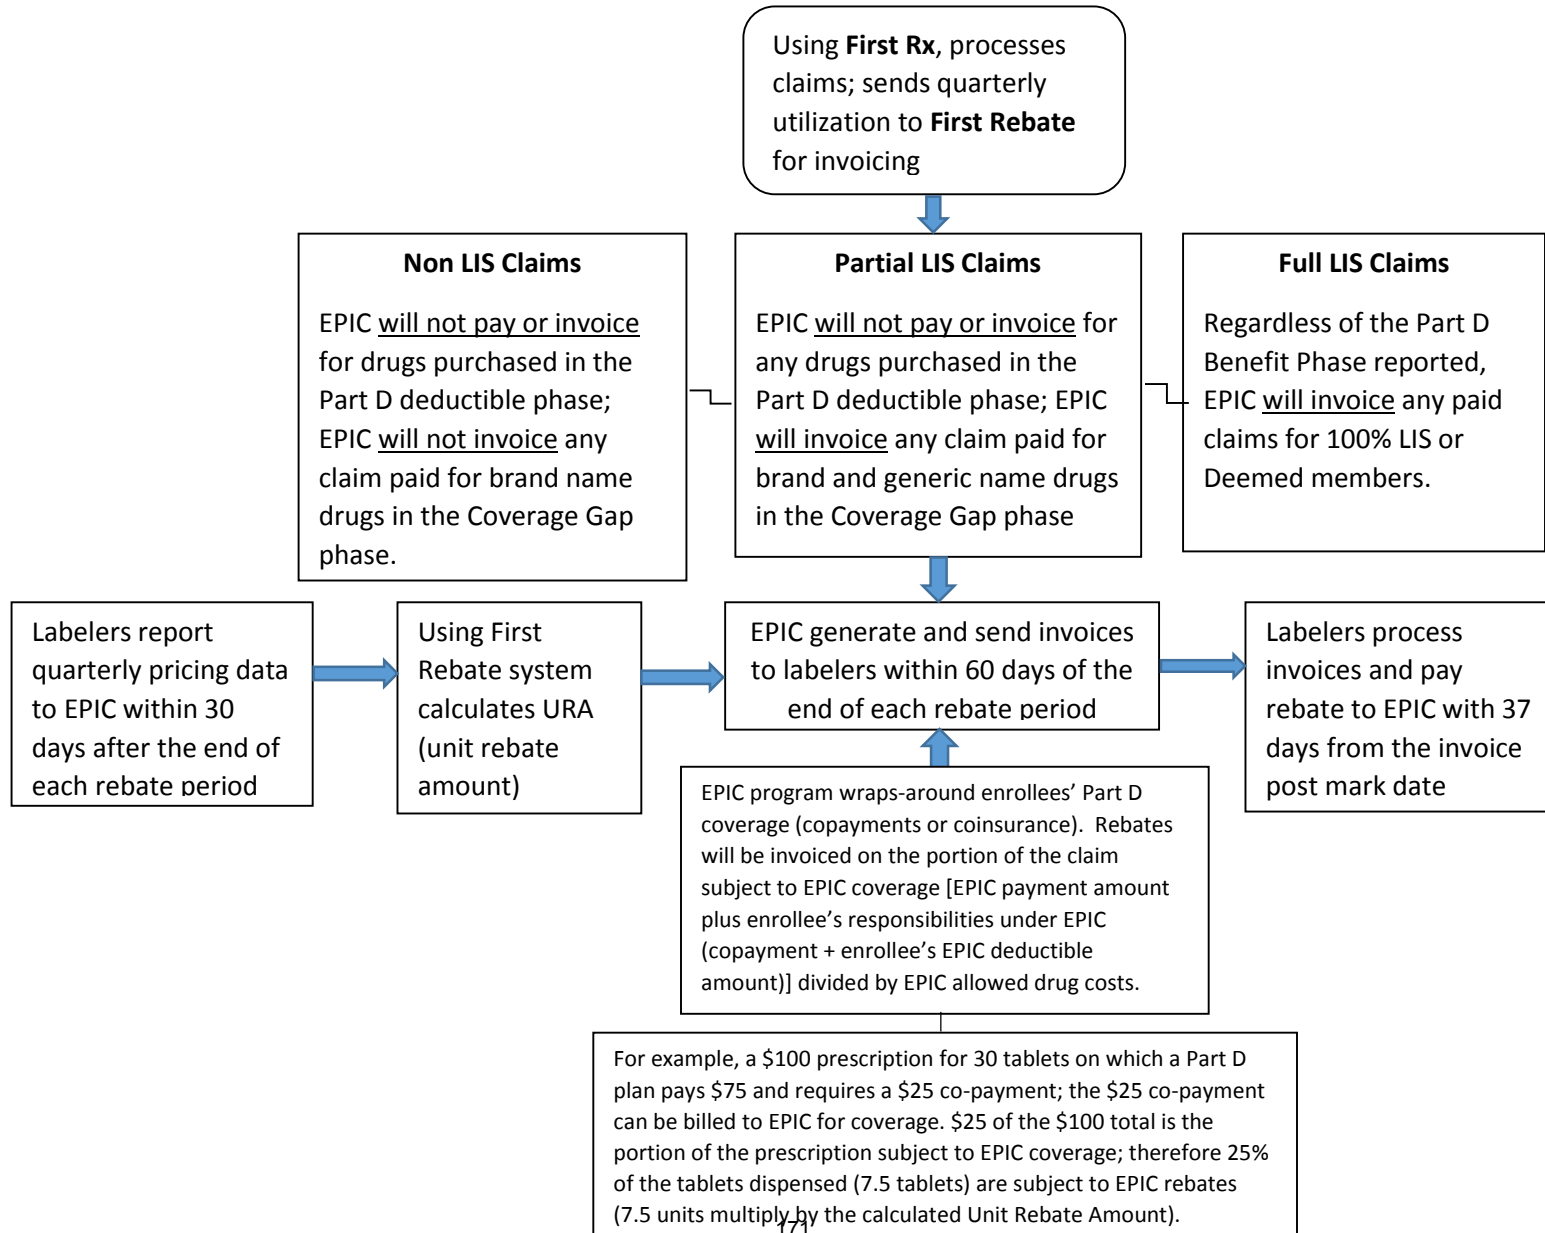 Using First Rx, processes
claims; sends quarterly
utilization to First Rebate
for invoicing
Non LIS Claims
EPIC will not pay or invoice
for drugs purchased in the
Part D deductible phase;
EPIC will not invoice any
claim paid for brand name
drugs in the Coverage Gap
phase.
Partial LIS Claims
EPIC will not pay or invoice for
any drugs purchased in the
Part D deductible phase; EPIC
will invoice any claim paid for
brand and generic name drugs
in the Coverage Gap phase
Full LIS Claims
Regardless of the Part D
Benefit Phase reported,
EPIC will invoice any paid
claims for 100% LIS or
Deemed members.
Labelers report
quarterly pricing data
to EPIC within 30
days after the end of
each rebate period
Using First
Rebate system
calculates URA
(unit rebate
amount)
EPIC generate and send invoices
to labelers within 60 days of the
end of each rebate period
Labelers process
invoices and pay
rebate to EPIC with 37
days from the invoice
post mark date
EPIC program wraps-around enrollees’ Part D
coverage (copayments or coinsurance).  Rebates
will be invoiced on the portion of the claim
subject to EPIC coverage [EPIC payment amount
plus enrollee’s responsibilities under EPIC
(copayment + enrollee’s EPIC deductible
amount)] divided by EPIC allowed drug costs.
For example, a $100 prescription for 30 tablets on which a Part D
plan pays $75 and requires a $25 co-payment; the $25 co-payment
can be billed to EPIC for coverage. $25 of the $100 total is the
portion of the prescription subject to EPIC coverage; therefore 25%
of the tablets dispensed (7.5 tablets) are subject to EPIC rebates
(7.5 units multiply by the calculated Unit Rebate Amount).
171